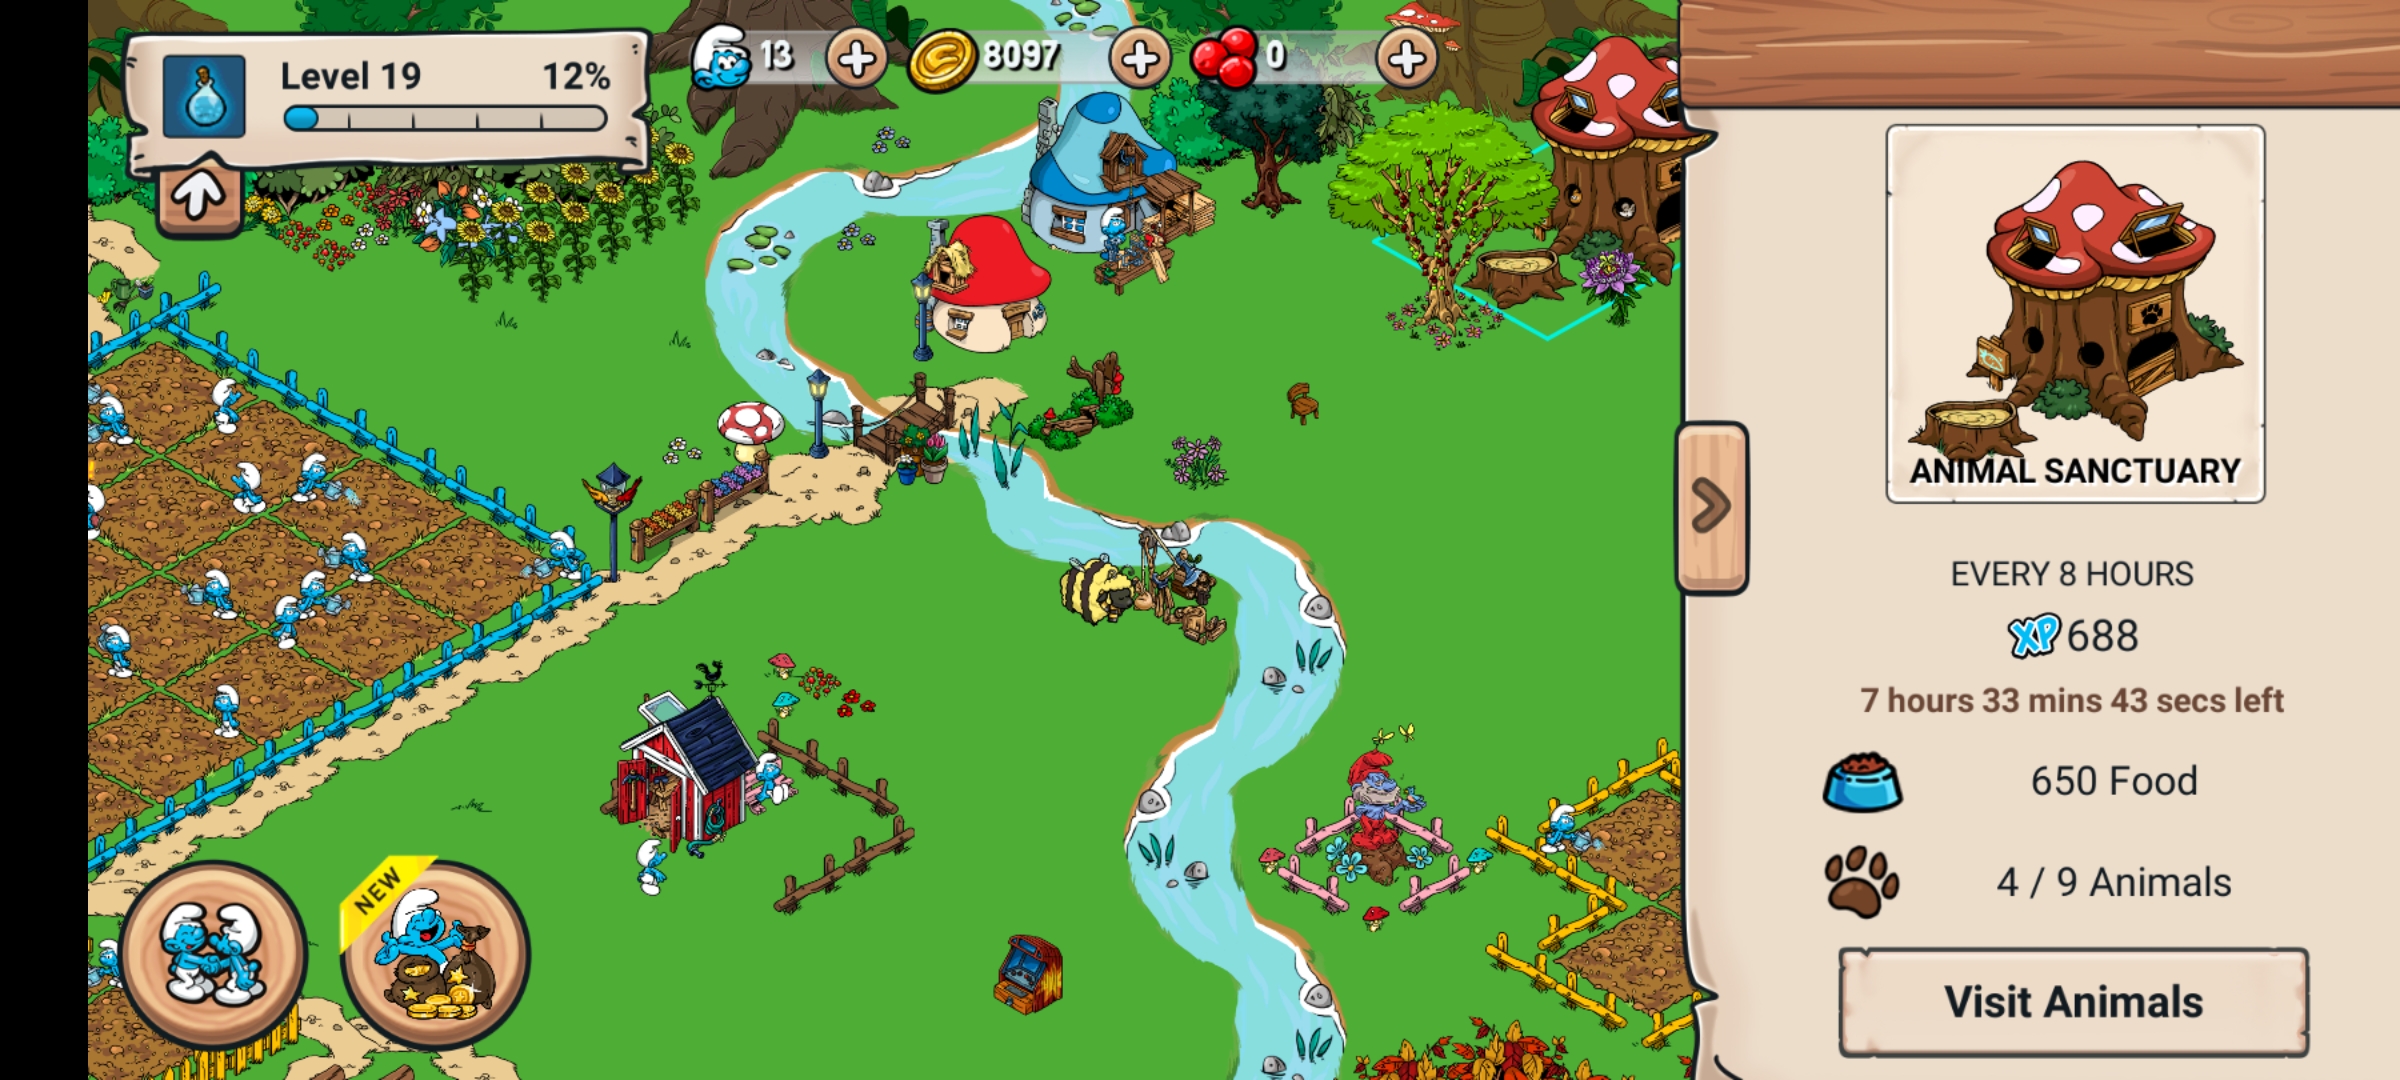 Level 19
12%
13
8097
0
ANIMAL SANCTUARY
EVERY 8 HOURS
XP 688
7 hours 33 mins 43 secs left
650 Food
4 / 9 Animals
Visit Animals
NEW